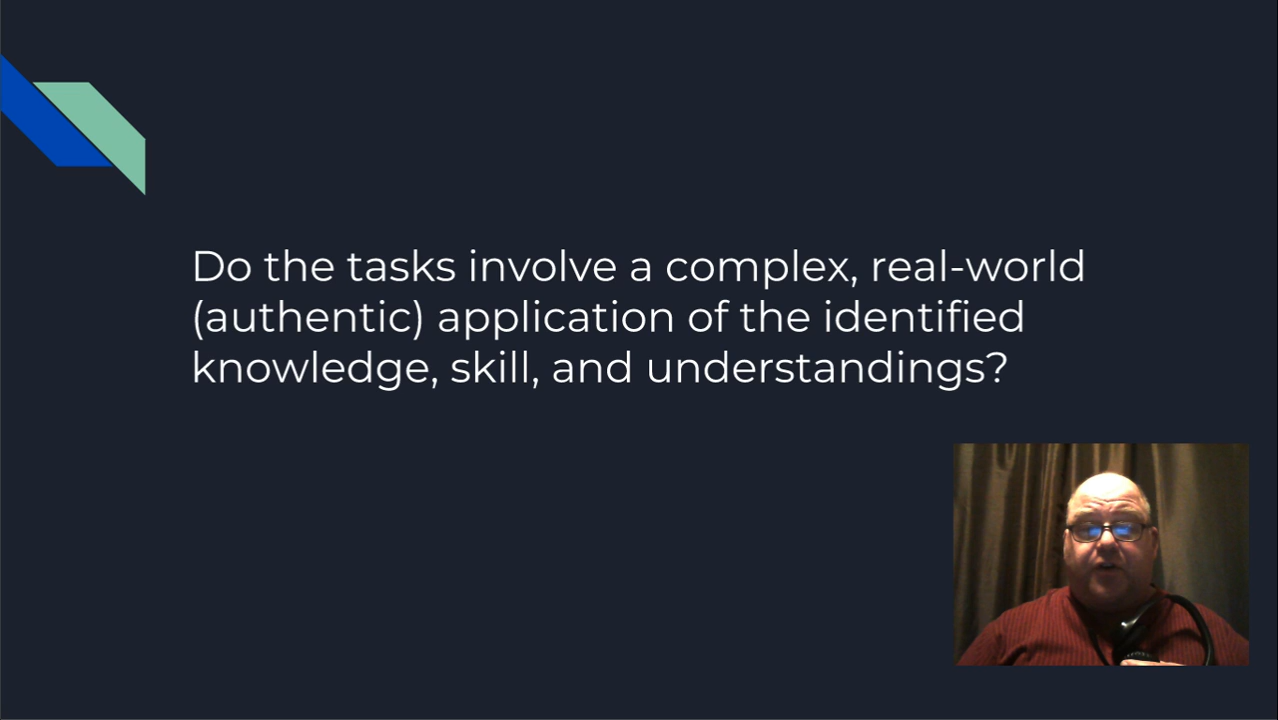 Do the tasks involve a complex, real-world
(authentic) application of the identified
knowledge, skill, and understandings?